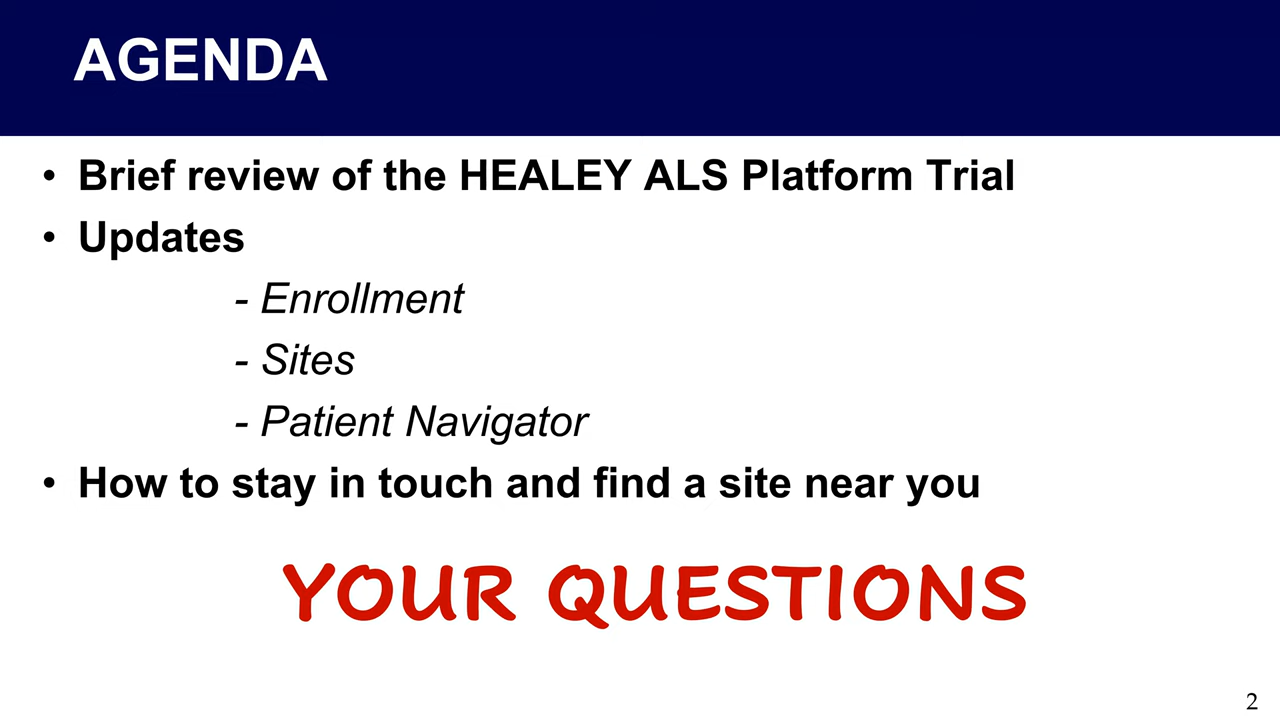 AGENDA
• Brief review of the HEALEY ALS Platform Trial
• Updates
- Enrollment
- Sites
- Patient Navigator
• How to stay in touch and find a site near you
YOUR QUESTIONS
2